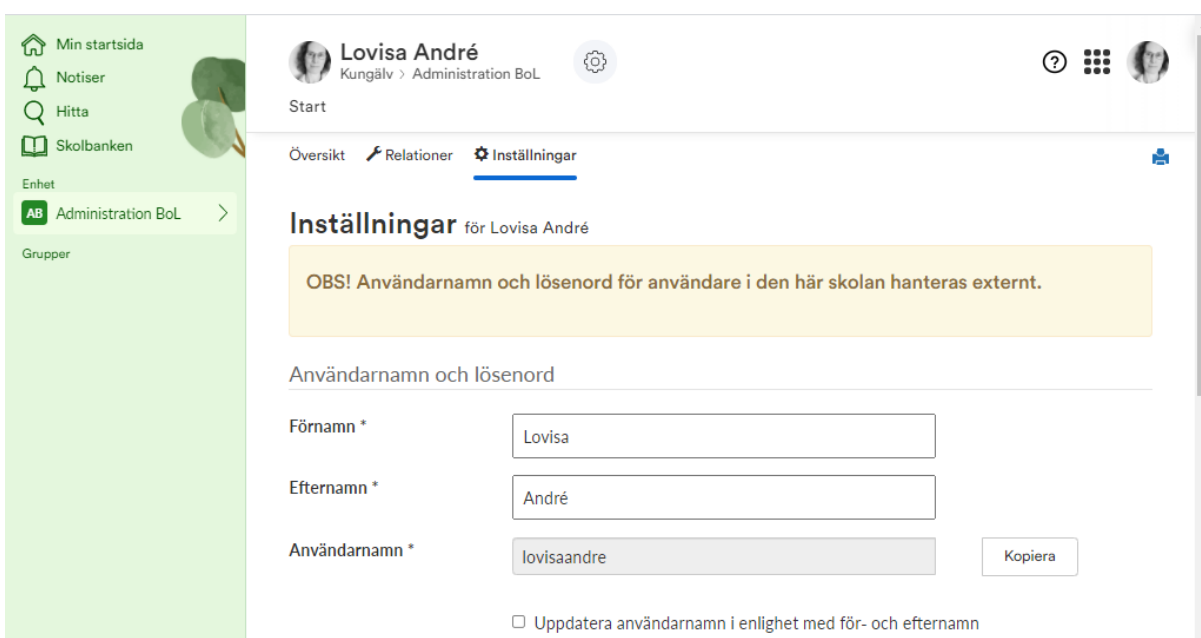 Min startsida
Notiser
Hitta
Skolbanken
Enhet
AB Administration BoL
Grupper
Lovisa André
Kungälv > Administration BoL
Start
Översikt Relationer Inställningar
Inställningar för Lovisa André
OBS! Användarnamn och lösenord för användare i den här skolan hanteras externt.
Användarnamn och lösenord
Förnamn * Lovisa
Efternamn * André
Användarnamn * lovisaandre Kopiera
Uppdatera användarnamn i enlighet med för- och efternamn